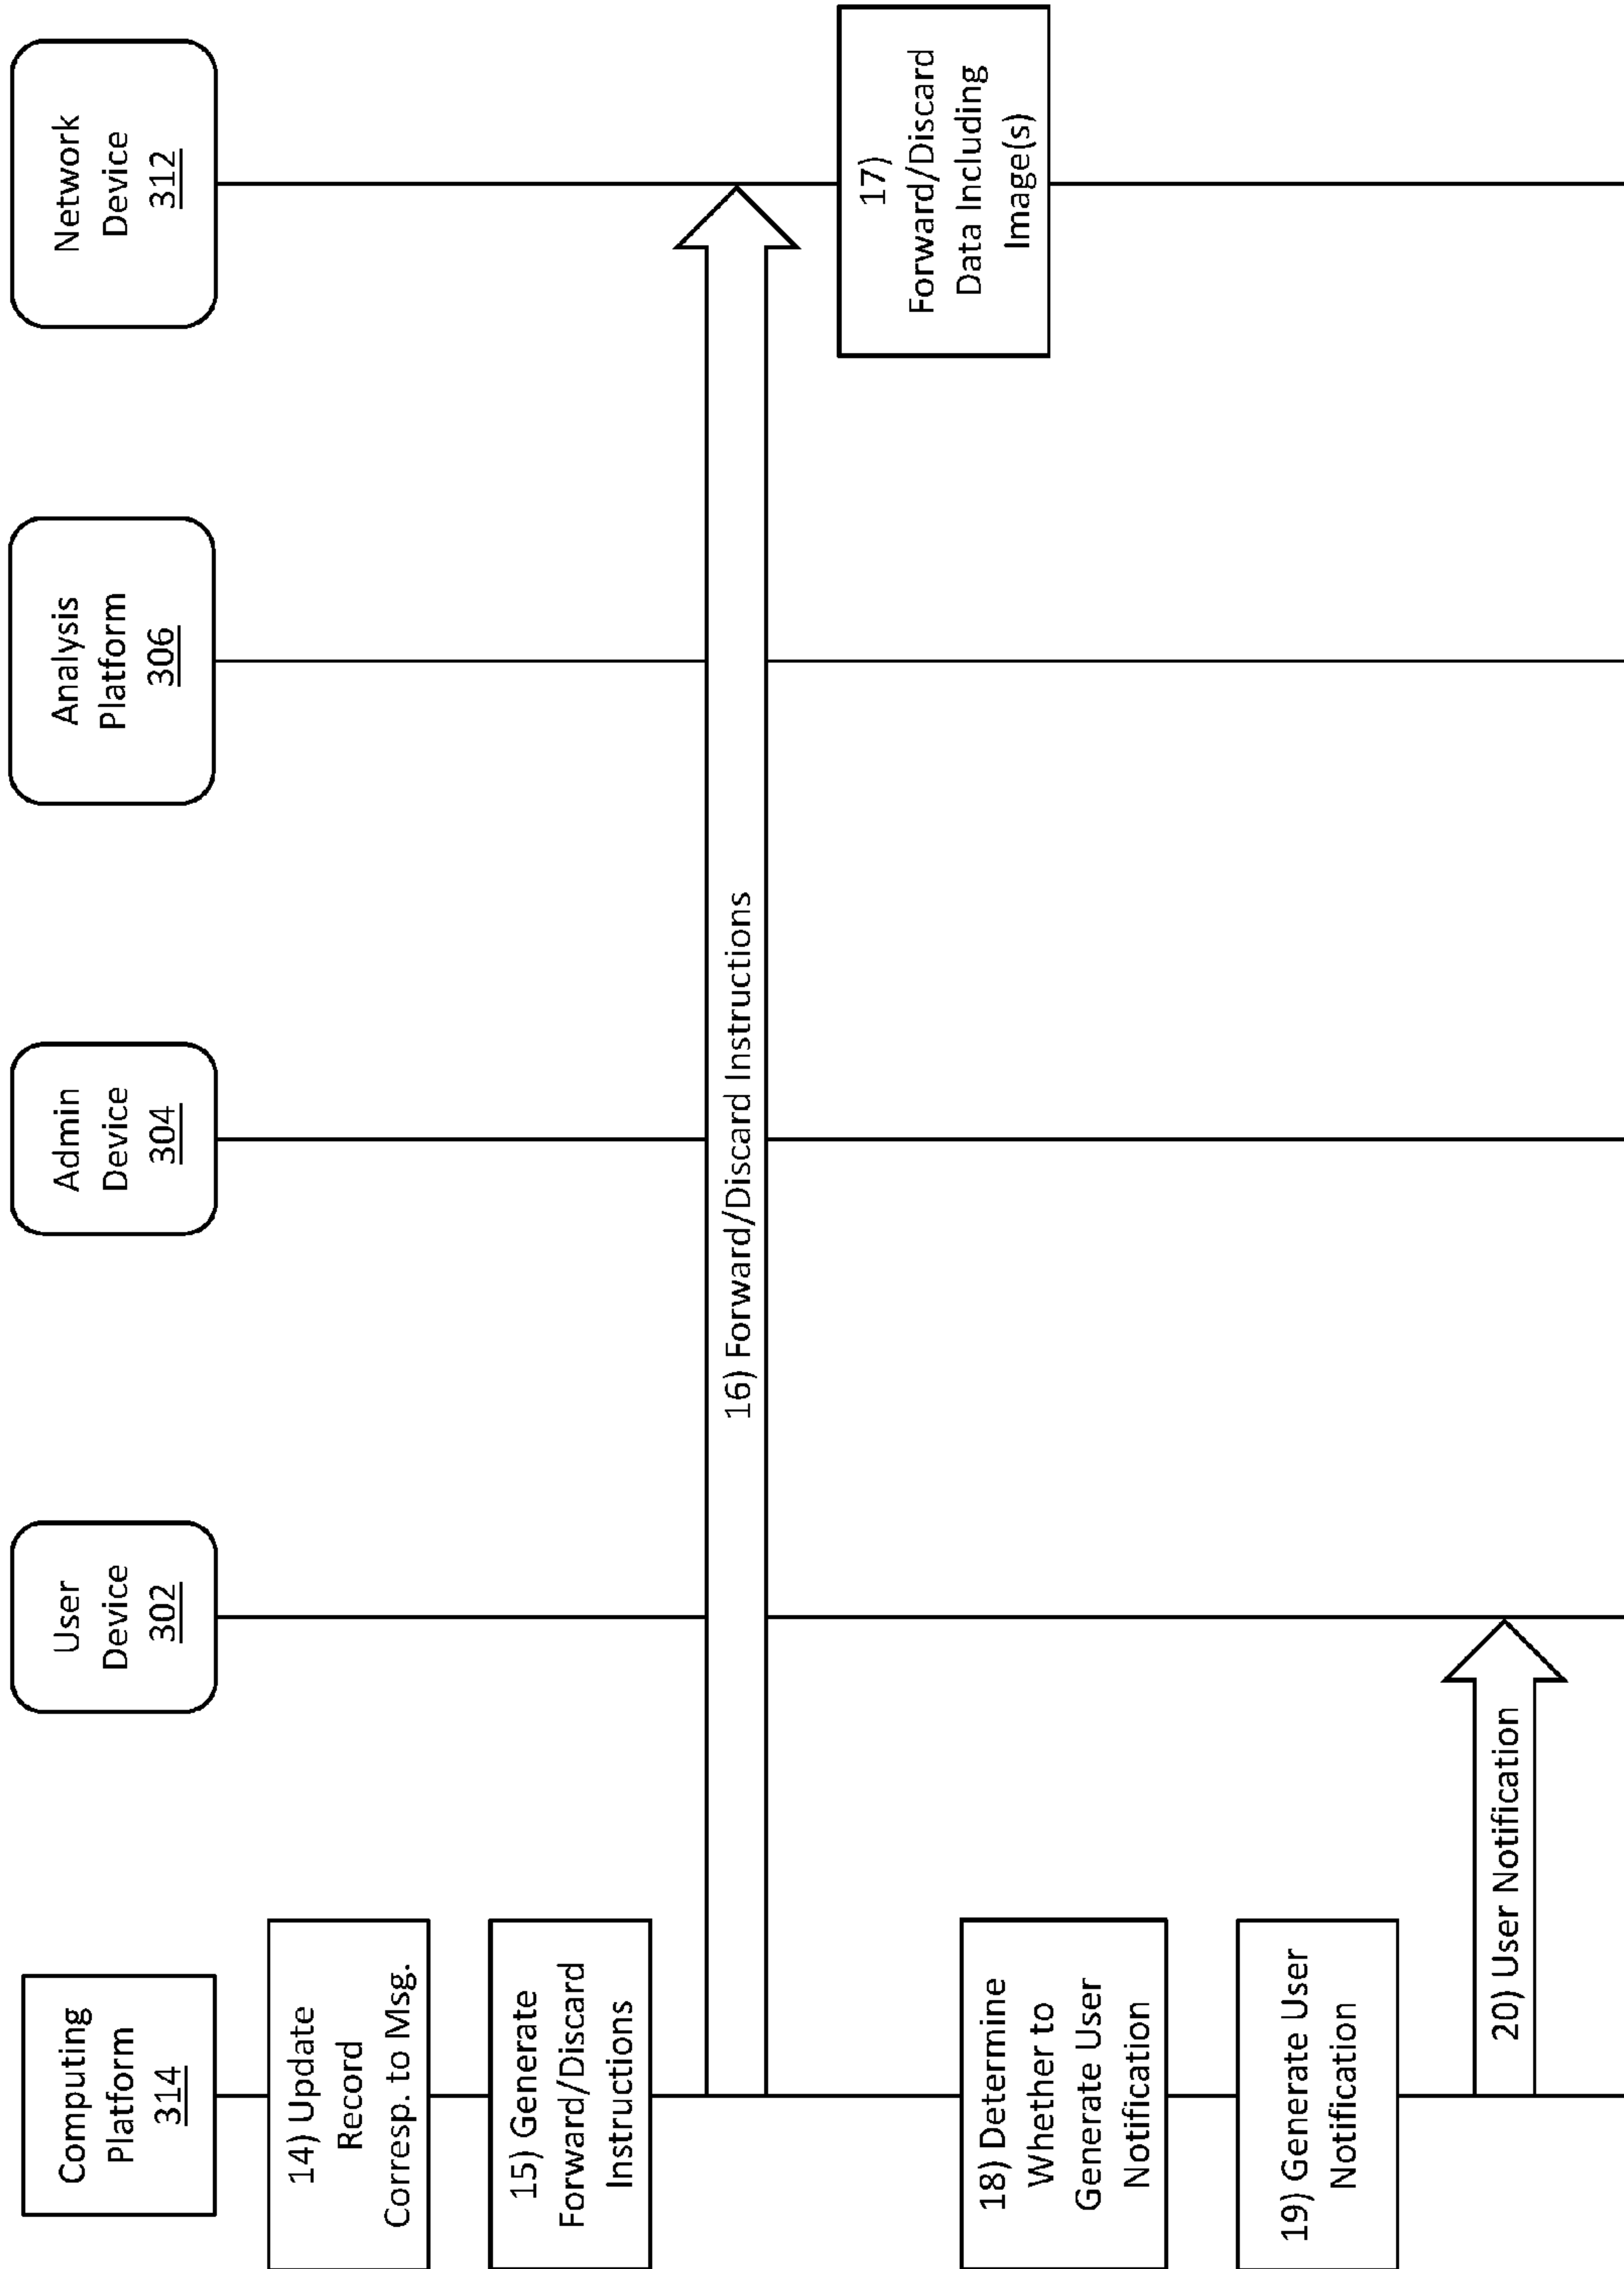 Computing
Platform
314
User
Device
302
Admin
Device
304
Analysis
Platform
306
Network
Device
312
14) Update
Record
Corresp. to Msg.
15) Generate
Forward/Discard
Instructions
16) Forward/Discard Instructions
17)
Forward/Discard
Data Including
Image(s)
18) Determine
Whether to
Generate User
Notification
19) Generate User
Notification
20) User Notification